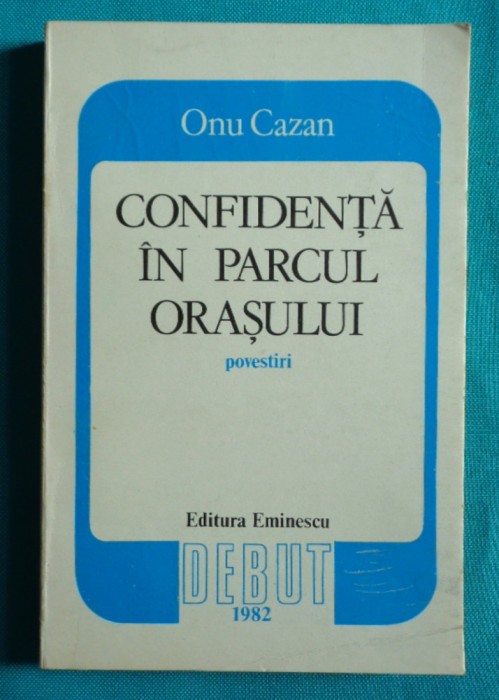 Onu Cazan
CONFIDENȚĂ
ÎN PARCUL
ORAȘULUI
povestiri
Editura Eminescu
DEBUT
1982